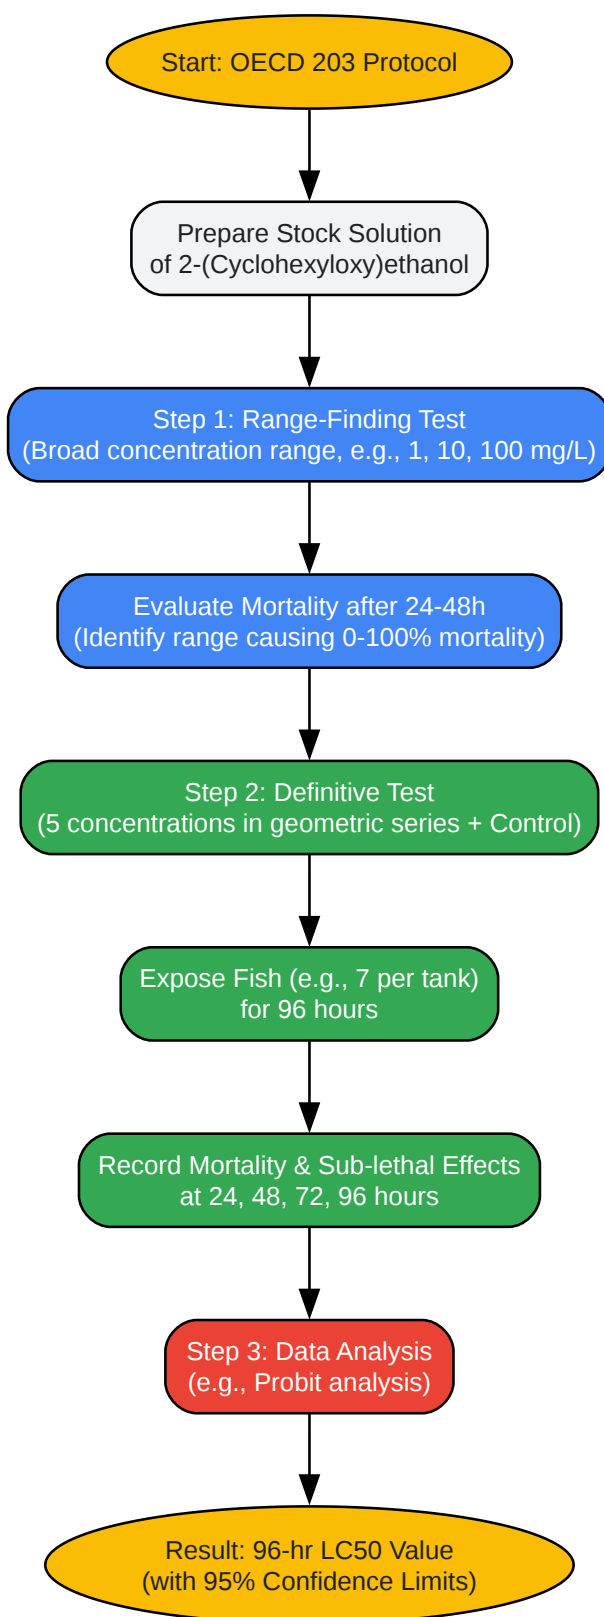 Start: OECD 203 Protocol
Prepare Stock Solution
of 2-(Cyclohexyloxy)ethanol
Step 1: Range-Finding Test
(Broad concentration range, e.g., 1, 10, 100 mg/L)
Evaluate Mortality after 24-48h
(Identify range causing 0-100% mortality)
Step 2: Definitive Test
(5 concentrations in geometric series + Control)
Expose Fish (e.g., 7 per tank)
for 96 hours
Record Mortality & Sub-lethal Effects
at 24, 48, 72, 96 hours
Step 3: Data Analysis
(e.g., Probit analysis)
Result: 96-hr LC50 Value
(with 95% Confidence Limits)